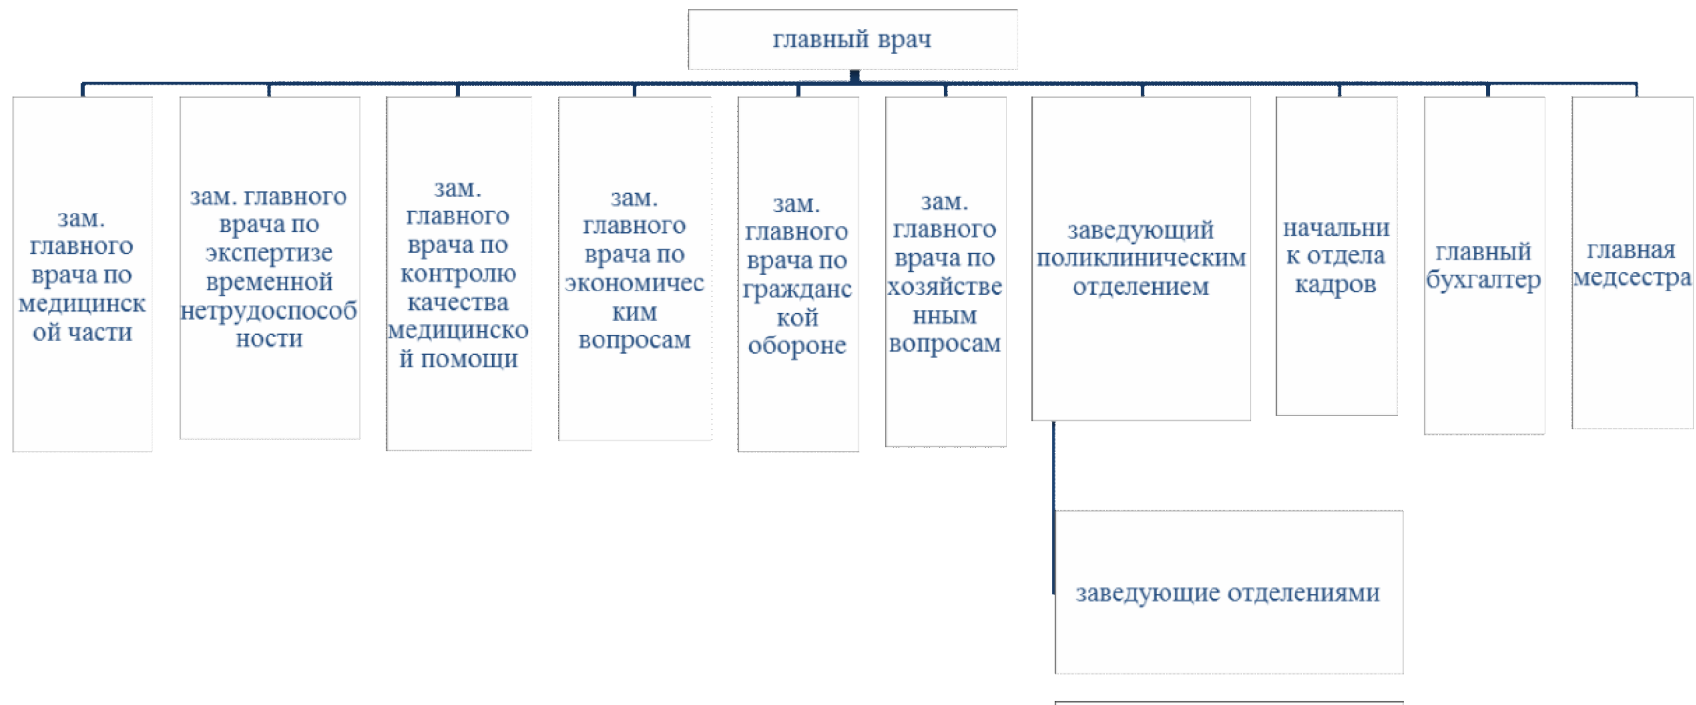 главный врач
зам.
главного
врача по
медицинск
ой части
зам. главного
врача по
экспертизе
временной
нетрудоспособ
ности
зам.
главного
врача по
контролю
качества
медицинско
й помощи
зам.
главного
врача по
экономичес
ким
вопросам
зам.
главного
врача по
гражданс
кой
обороне
зам.
главного
врача по
хозяйстве
нным
вопросам
заведующий
поликлиническим
отделением
начальни
к отдела
кадров
главный
бухгалтер
главная
медсестра
заведующие отделениями